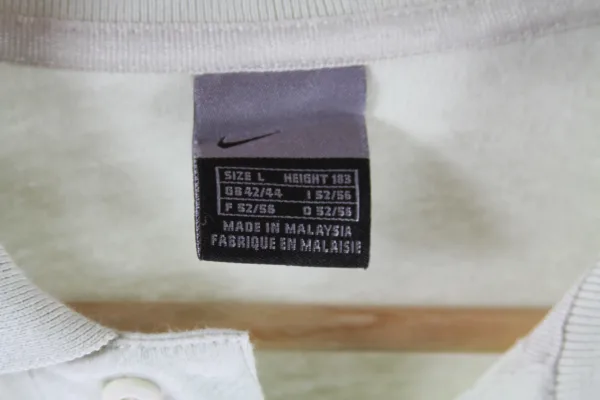 SIZE L HEIGHT 183
GB 42/44 I 52/56
F 52/56 D 52/56
MADE IN MALAYSIA
FABRIQUE EN MALAISIE